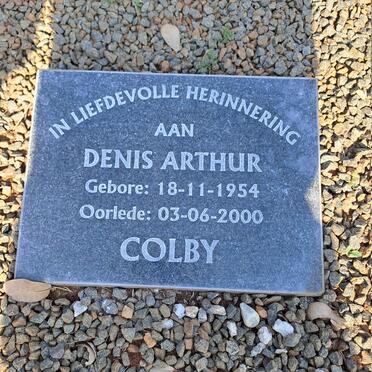 IN LIEFDEVOLLE HERINNERING
AAN
DENIS ARTHUR
Gebore: 18-11-1954
Oorlede: 03-06-2000
COLBY